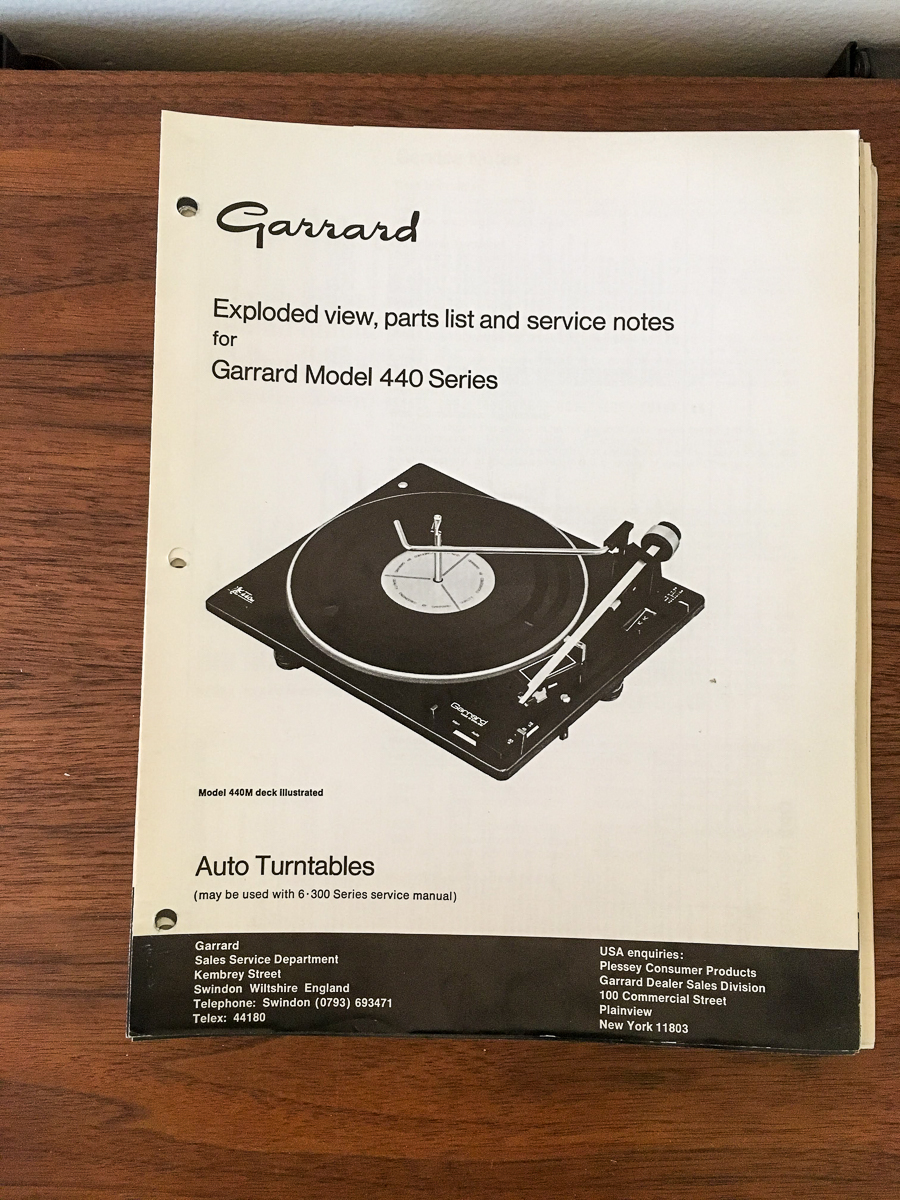 Garrard
Exploded view, parts list and service notes
for
Garrard Model 440 Series
Garrard
Model 440M deck illustrated
Auto Turntables
(may be used with 6·300 Series service manual)
Garrard
Sales Service Department
Kembrey Street
Swindon Wiltshire England
Telephone: Swindon (0793) 693471
Telex: 44180
USA enquiries:
Plessey Consumer Products
Garrard Dealer Sales Division
100 Commercial Street
Plainview
New York 11803